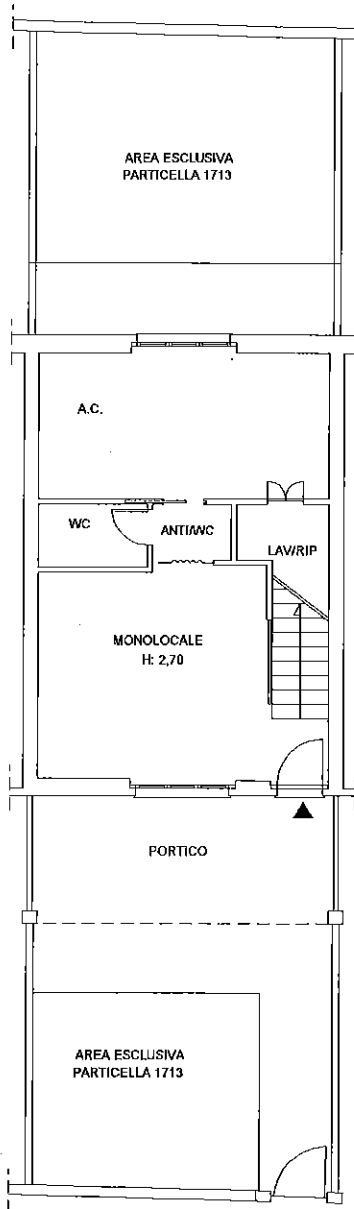 AREA ESCLUSIVA
PARTICELLA 1713
A.C.
WC
ANTI/WC
LAV/RIP
MONOLOCALE
H: 2,70
PORTICO
AREA ESCLUSIVA
PARTICELLA 1713